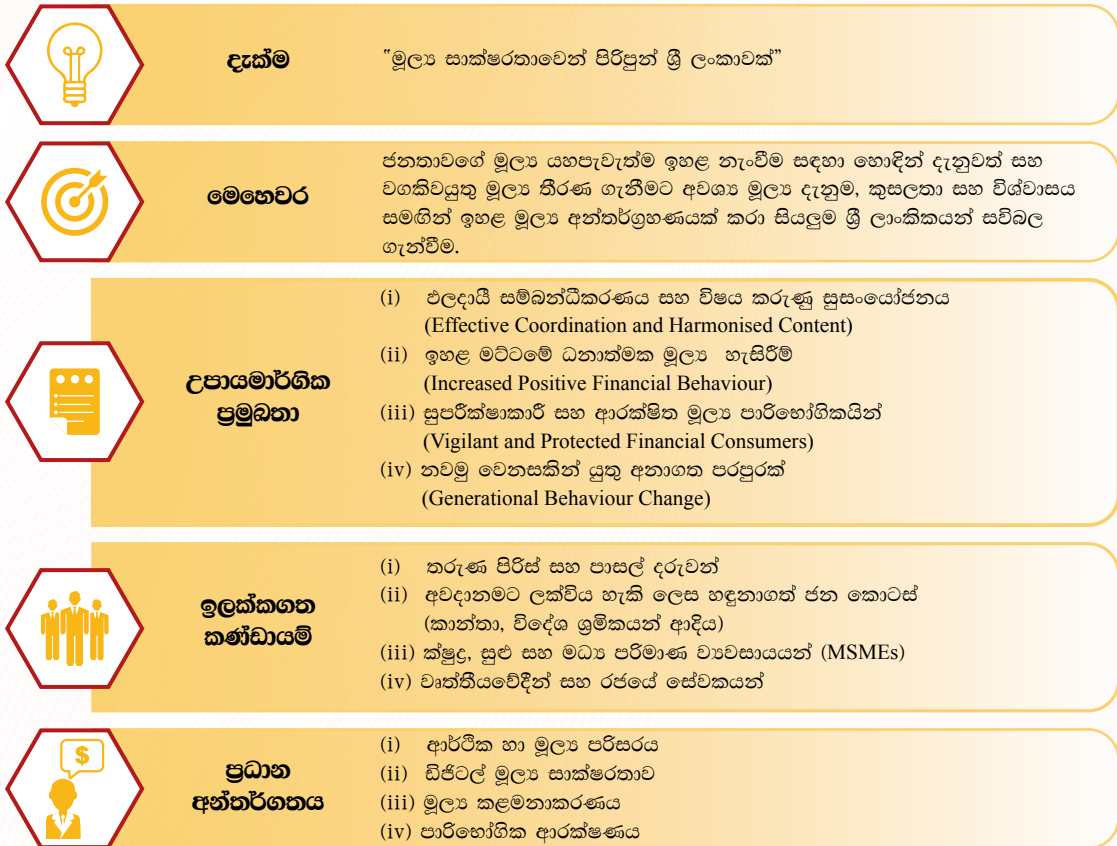 දැක්ම
“මූල්‍ය සාක්ෂරතාවෙන් පිරිපුන් ශ්‍රී ලංකාවක්”
මෙහෙවර
ජනතාවගේ මූල්‍ය යහපැවැත්ම ඉහළ නැංවීම සඳහා හොඳින් දැනුවත් සහ
වගකිවයුතු මූල්‍ය තීරණ ගැනීමට අවශ්‍ය මූල්‍ය දැනුම, කුසලතා සහ විශ්වාසය
සමඟින් ඉහළ මූල්‍ය අන්තර්ග්‍රහණයක් කරා සියලුම ශ්‍රී ලාංකිකයන් සවිබල
ගැන්වීම.
උපායමාර්ගික
ප්‍රමුඛතා
(i) ඵලදායී සම්බන්ධීකරණය සහ විෂය කරුණු සුසංයෝජනය
(Effective Coordination and Harmonised Content)
(ii) ඉහළ මට්ටමේ ධනාත්මක මූල්‍ය හැසිරීම්
(Increased Positive Financial Behaviour)
(iii) සුපරීක්ෂාකාරී සහ ආරක්ෂිත මූල්‍ය පාරිභෝගිකයින්
(Vigilant and Protected Financial Consumers)
(iv) නවමු වෙනසකින් යුතු අනාගත පරපුරක්
(Generational Behaviour Change)
ඉලක්කගත
කණ්ඩායම්
(i) තරුණ පිරිස් සහ පාසල් දරුවන්
(ii) අවදානමට ලක්විය හැකි ලෙස හඳුනාගත් ජන කොටස්
(කාන්තා, විදේශ ශ්‍රමිකයන් ආදිය)
(iii) ක්ෂුද්‍ර, සුළු සහ මධ්‍ය පරිමාණ ව්‍යවසායයන් (MSMEs)
(iv) වෘත්තීයවේදීන් සහ රජයේ සේවකයන්
$
ප්‍රධාන
අන්තර්ගතය
(i) ආර්ථික හා මූල්‍ය පරිසරය
(ii) ඩිජිටල් මූල්‍ය සාක්ෂරතාව
(iii) මූල්‍ය කළමනාකරණය
(iv) පාරිභෝගික ආරක්ෂණය